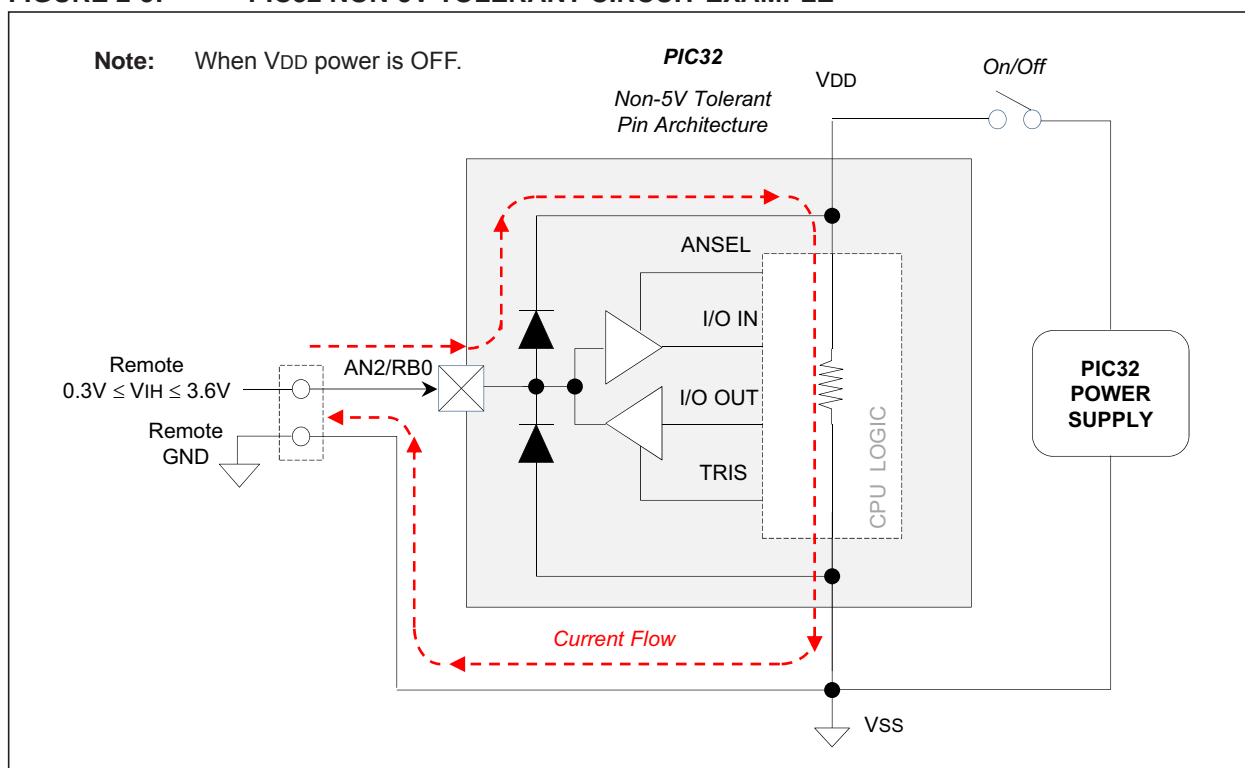 Note: When VDD power is OFF.
PIC32
Non-5V Tolerant
Pin Architecture
VDD
On/Off
ANSEL
I/O IN
AN2/RB0
Remote
0.3V ≤ VIH ≤ 3.6V
I/O OUT
Remote
GND
TRIS
CPU LOGIC
PIC32
POWER
SUPPLY
Current Flow
VSS